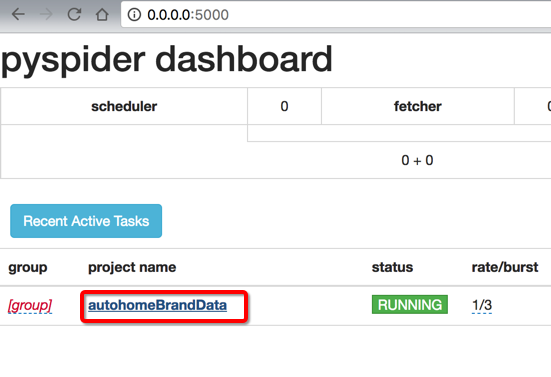 0.0.0.0:5000
pyspider dashboard
scheduler 0 fetcher
0 + 0
Recent Active Tasks
group project name status rate/burst
[group] autohomeBrandData RUNNING 1/3